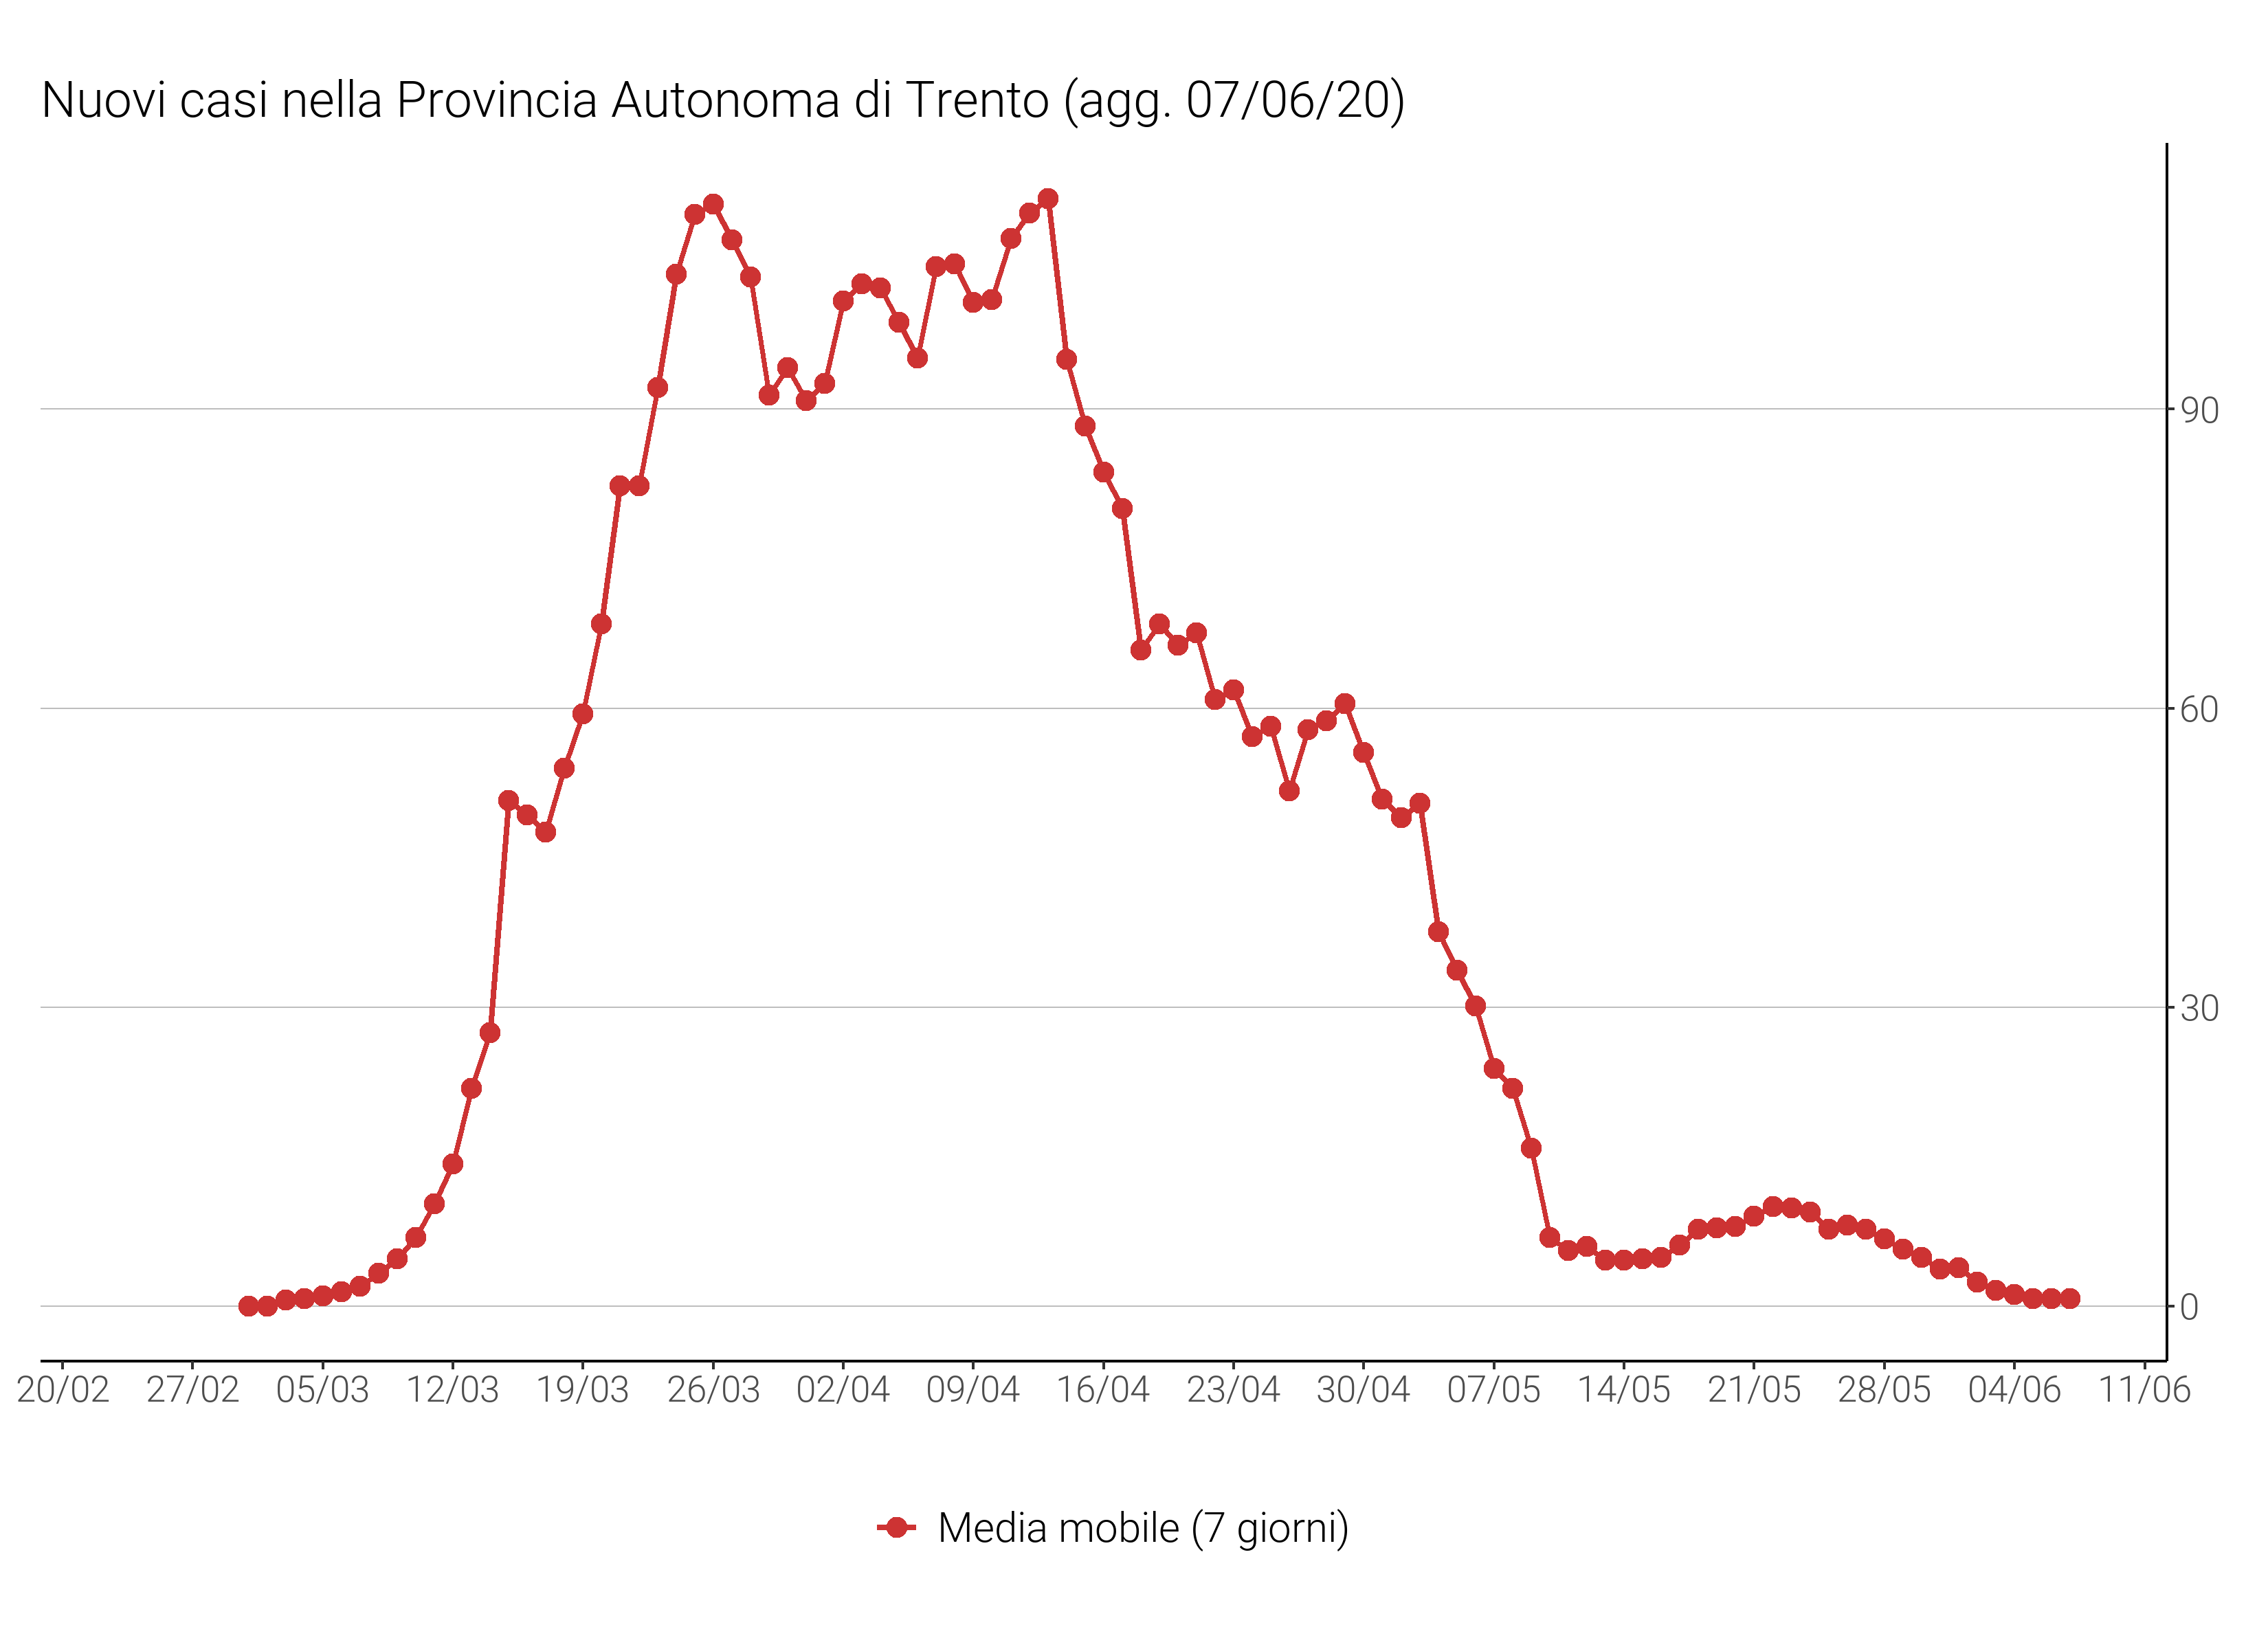 Nuovi casi nella Provincia Autonoma di Trento (agg. 07/06/20)
90
60
30
0
20/02 27/02 05/03 12/03 19/03 26/03 02/04 09/04 16/04 23/04 30/04 07/05 14/05 21/05 28/05 04/06 11/06
Media mobile (7 giorni)